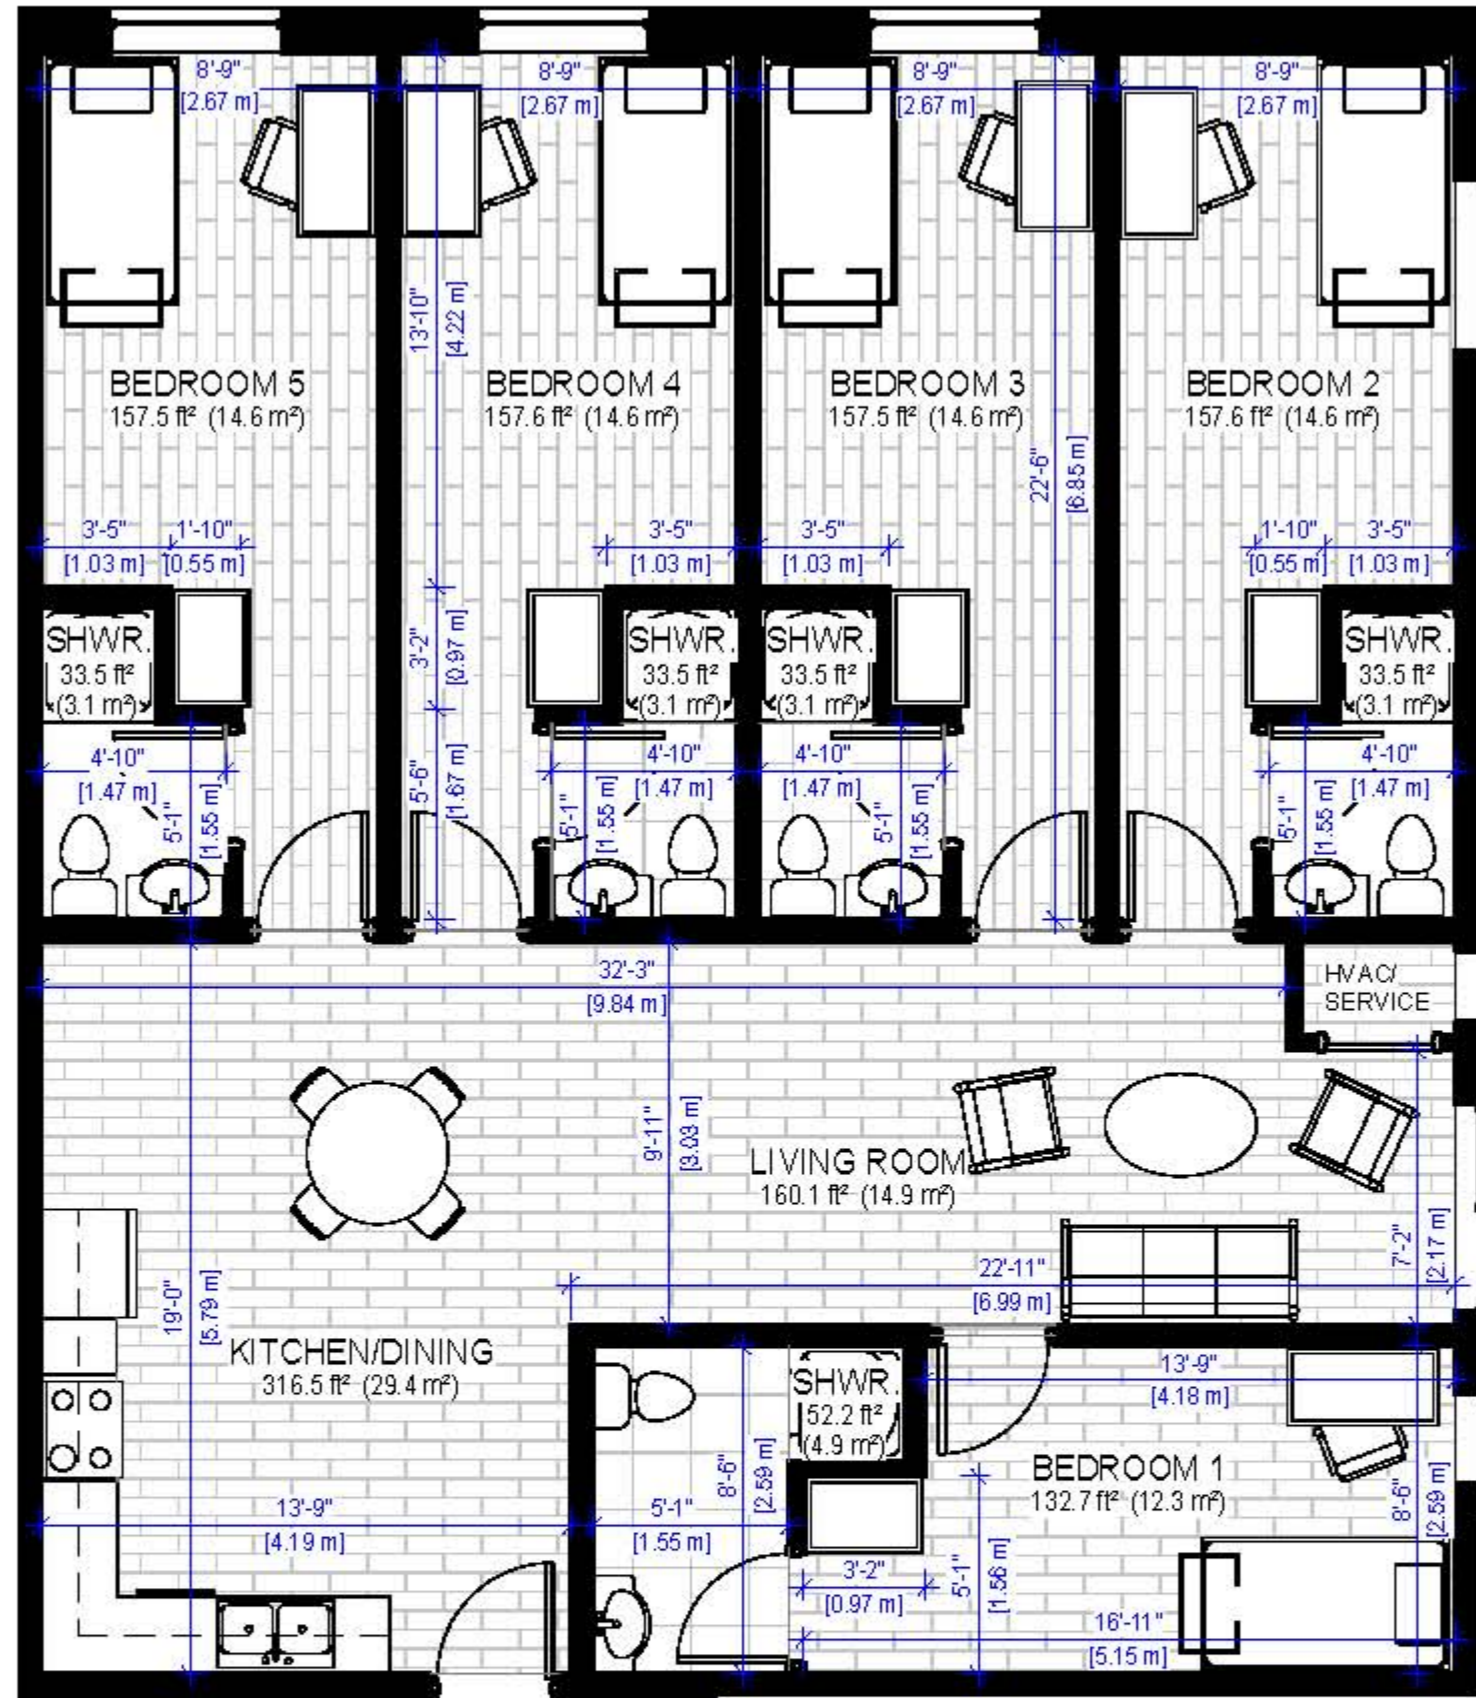 8'-9"
[2.67 m]
8'-9"
[2.67 m]
8'-9"
[2.67 m]
8'-9"
[2.67 m]
13'-10"
[4.22 m]
BEDROOM 5
157.5 ft² (14.6 m²)
BEDROOM 4
157.6 ft² (14.6 m²)
BEDROOM 3
157.5 ft² (14.6 m²)
BEDROOM 2
157.6 ft² (14.6 m²)
22'-6"
[6.85 m]
3'-5"
[1.03 m]
1'-10"
[0.55 m]
3'-5"
[1.03 m]
3'-5"
[1.03 m]
1'-10"
[0.55 m]
3'-5"
[1.03 m]
SHWR.
33.5 ft²
(3.1 m²)
3'-2"
[0.97 m]
SHWR.
33.5 ft²
(3.1 m²)
SHWR.
33.5 ft²
(3.1 m²)
SHWR.
33.5 ft²
(3.1 m²)
4'-10"
[1.47 m]
5'-1"
[1.55 m]
5'-6"
[1.67 m]
4'-10"
[1.47 m]
5'-1"
[1.55 m]
4'-10"
[1.47 m]
5'-1"
[1.55 m]
4'-10"
[1.47 m]
5'-1"
[1.55 m]
32'-3"
[9.84 m]
HVAC/
SERVICE
9'-11"
[3.03 m]
LIVING ROOM
160.1 ft² (14.9 m²)
7'-2"
[2.17 m]
22'-11"
[6.99 m]
19'-0"
[5.79 m]
KITCHEN/DINING
316.5 ft² (29.4 m²)
SHWR.
52.2 ft²
(4.9 m²)
13'-9"
[4.18 m]
BEDROOM 1
132.7 ft² (12.3 m²)
8'-6"
[2.59 m]
8'-6"
[2.59 m]
13'-9"
[4.19 m]
5'-1"
[1.55 m]
3'-2"
[0.97 m]
5'-1"
[1.56 m]
16'-11"
[5.15 m]